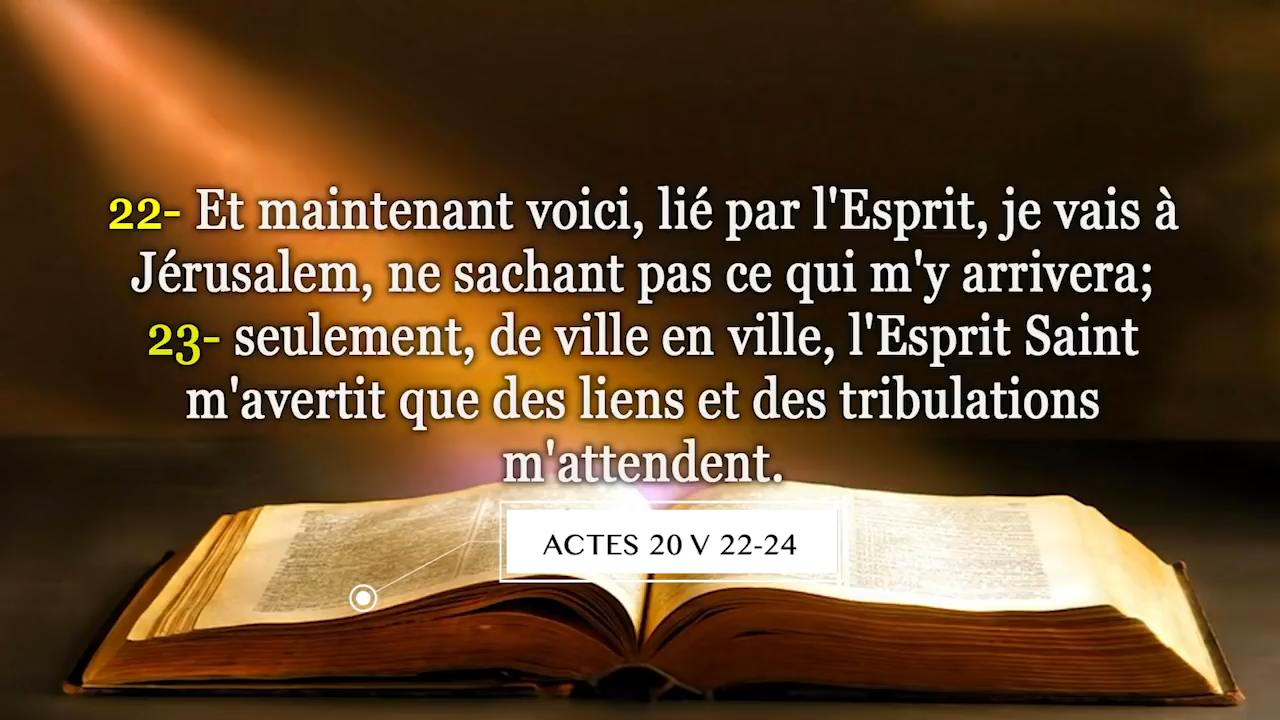 22- Et maintenant voici, lié par l'Esprit, je vais à
Jérusalem, ne sachant pas ce qui m'y arrivera;
23- seulement, de ville en ville, l'Esprit Saint
m'avertit que des liens et des tribulations
m'attendent.
ACTES 20 V 22-24